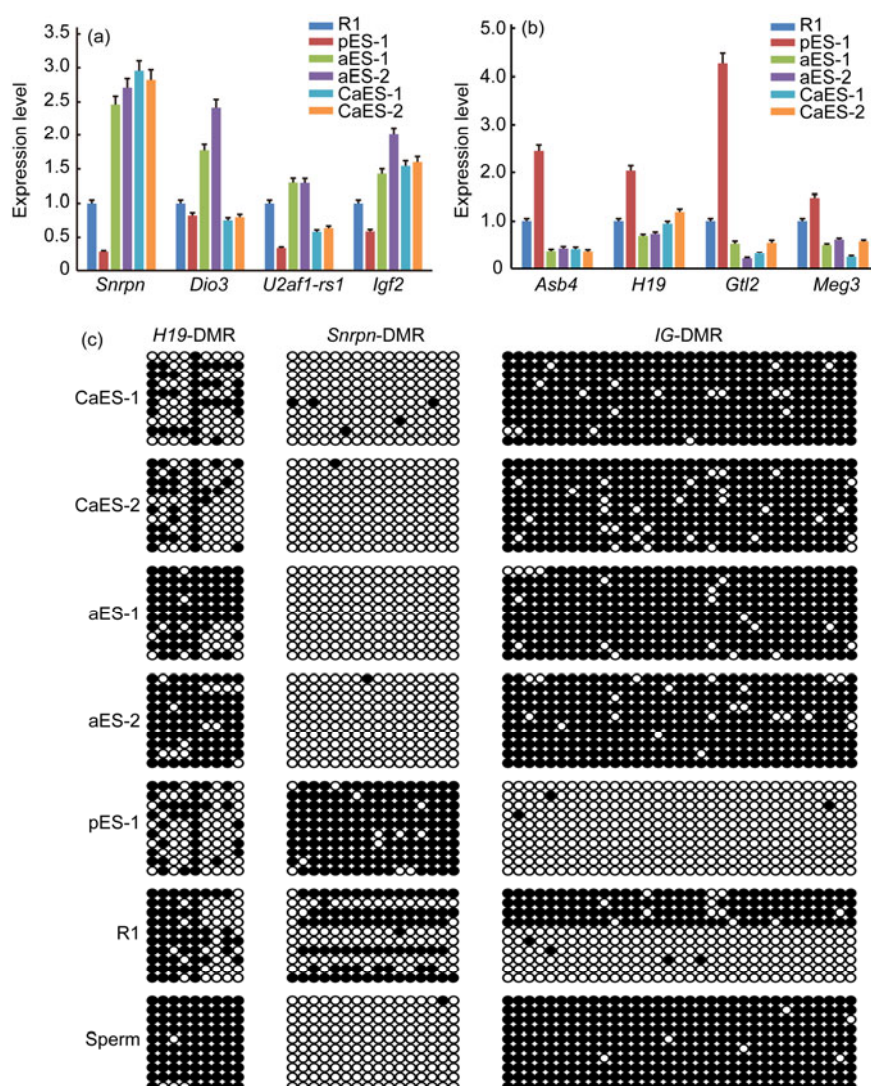 (a)
R1
pES-1
aES-1
aES-2
CaES-1
CaES-2
Expression level
3.5
3.0
2.5
2.0
1.5
1.0
0.5
0
Snrpn Dio3 U2af1-rs1 Igf2
(b)
R1
pES-1
aES-1
aES-2
CaES-1
CaES-2
Expression level
5.0
4.0
3.0
2.0
1.0
0
Asb4 H19 Gtl2 Meg3
(c)
H19-DMR Snrpn-DMR IG-DMR
CaES-1
CaES-2
aES-1
aES-2
pES-1
R1
Sperm